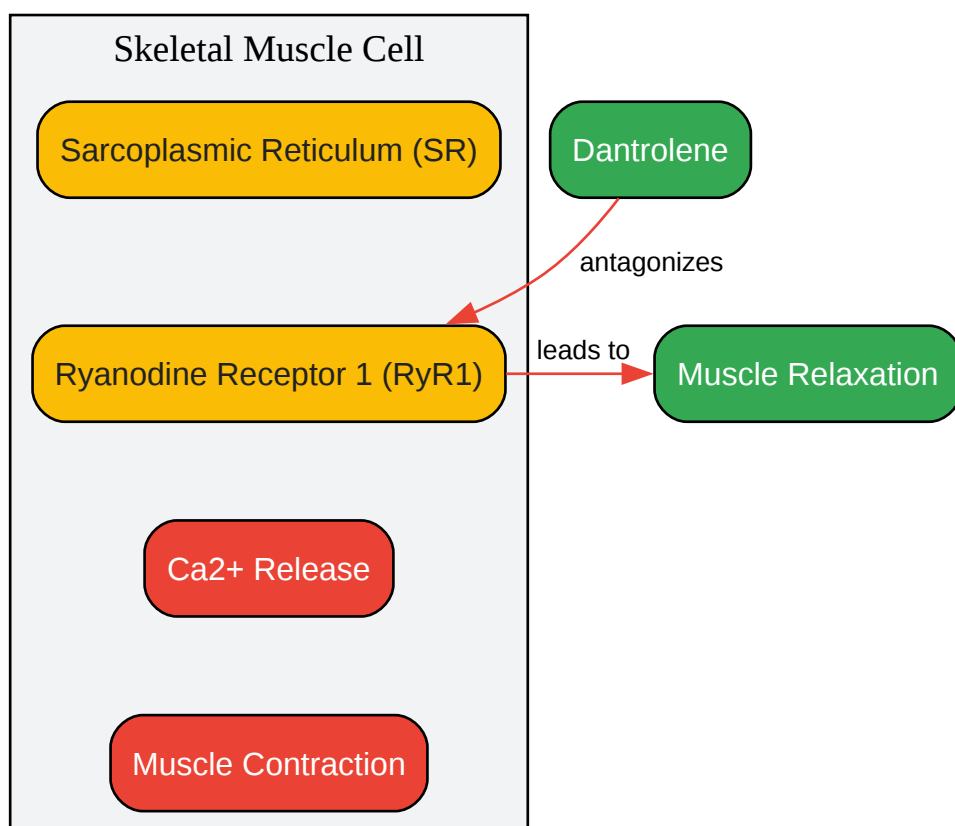 Skeletal Muscle Cell
Sarcoplasmic Reticulum (SR)
Dantrolene
antagonizes
leads to
Ryanodine Receptor 1 (RyR1)
Muscle Relaxation
Ca2+ Release
Muscle Contraction